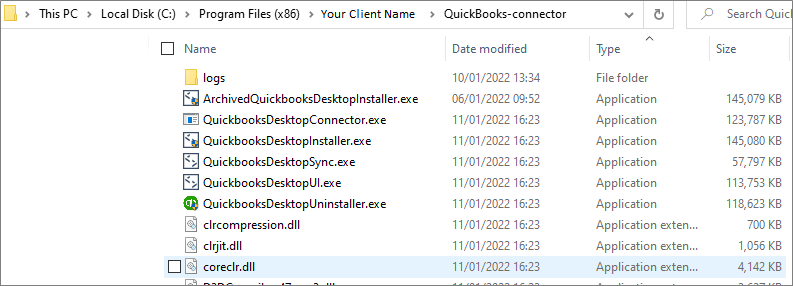 This PC > Local Disk (C:) > Program Files (x86) > Your Client Name > QuickBooks-connector Search Quic
Name Date modified Type Size
logs 10/01/2022 13:34 File folder
ArchivedQuickbooksDesktopInstaller.exe 06/01/2022 09:52 Application 145,079 KB
QuickbooksDesktopConnector.exe 11/01/2022 16:23 Application 123,787 KB
QuickbooksDesktopInstaller.exe 11/01/2022 16:23 Application 145,080 KB
QuickbooksDesktopSync.exe 11/01/2022 16:23 Application 57,797 KB
QuickbooksDesktopUI.exe 11/01/2022 16:23 Application 113,753 KB
QuickbooksDesktopUninstaller.exe 11/01/2022 16:23 Application 118,623 KB
clrcompression.dll 11/01/2022 16:23 Application exten... 700 KB
clrjit.dll 11/01/2022 16:23 Application exten... 1,056 KB
coreclr.dll 11/01/2022 16:23 Application exten... 4,142 KB